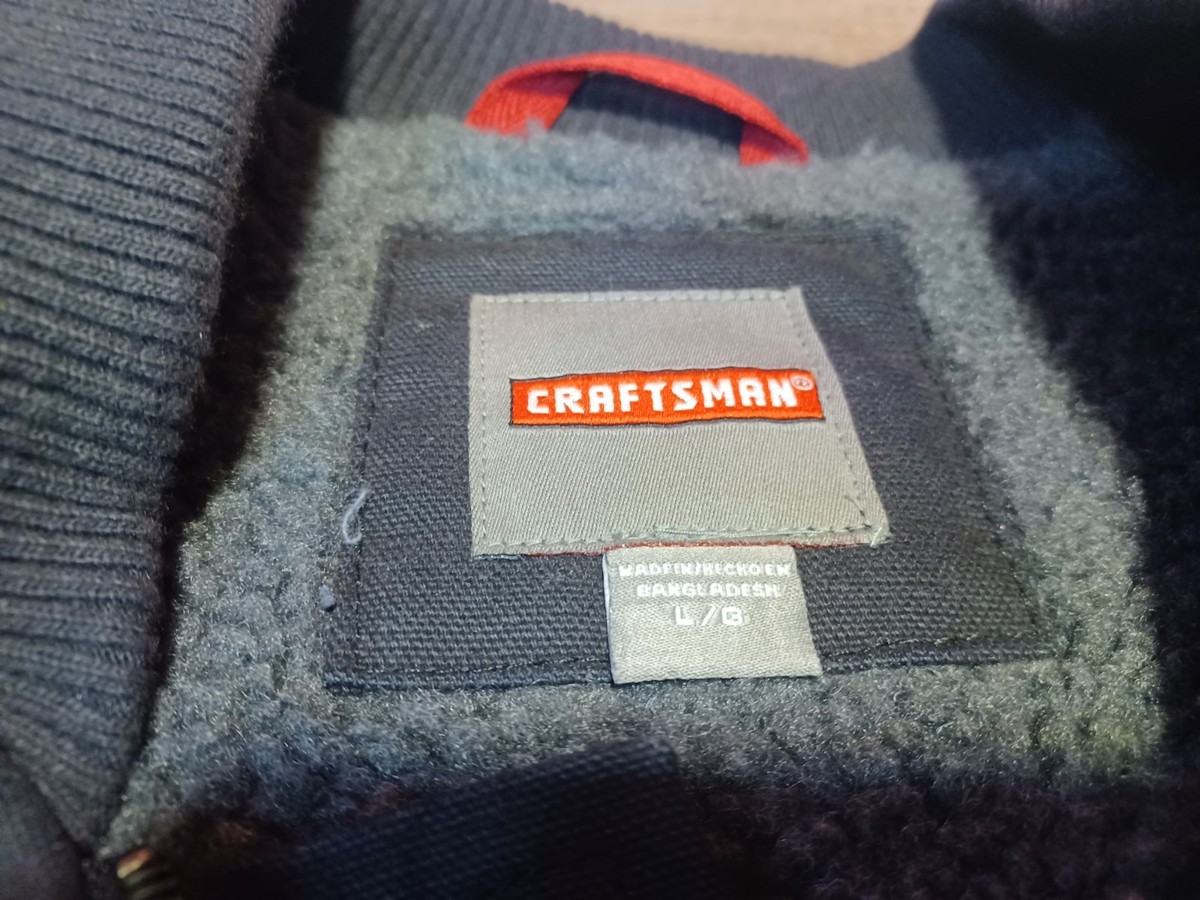 CRAFTSMAN®
MADE IN/HECHO EN
BANGLADESH
L/G